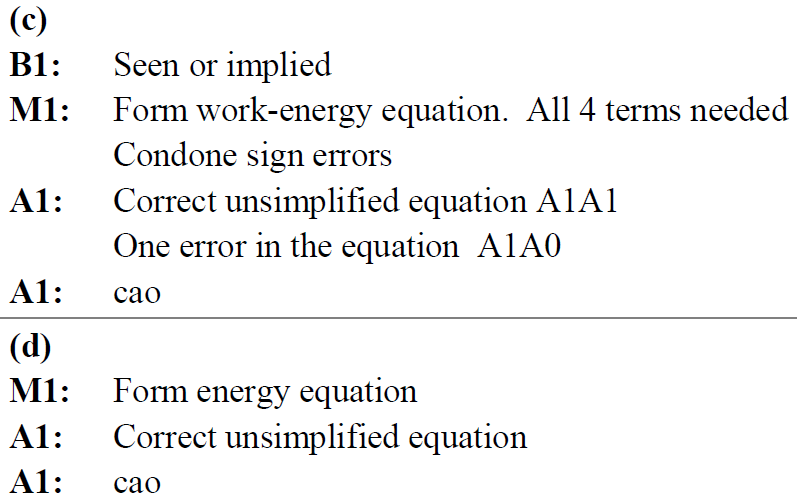 (c)
B1: Seen or implied
M1: Form work-energy equation. All 4 terms needed
Condone sign errors
A1: Correct unsimplified equation A1A1
One error in the equation A1A0
A1: cao
(d)
M1: Form energy equation
A1: Correct unsimplified equation
A1: cao